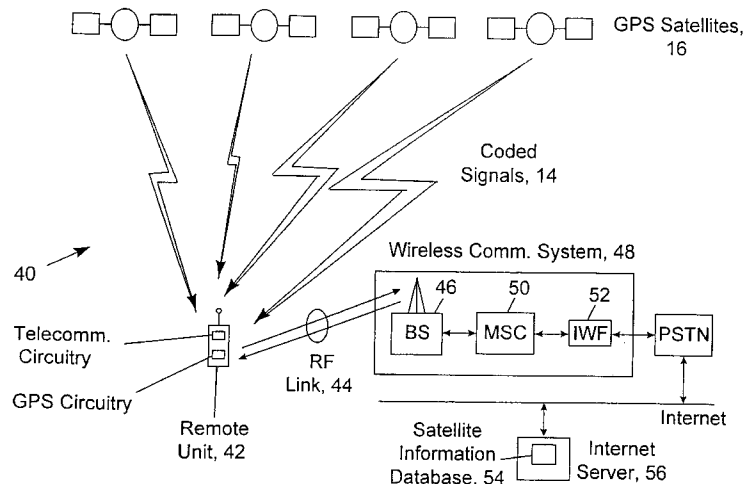 GPS Satellites,
16
Coded
Signals, 14
40
Wireless Comm. System, 48
46
50
52
BS
MSC
IWF
PSTN
Telecomm.
Circuitry
GPS Circuitry
RF
Link, 44
Remote
Unit, 42
Internet
Satellite
Information
Database, 54
Internet
Server, 56